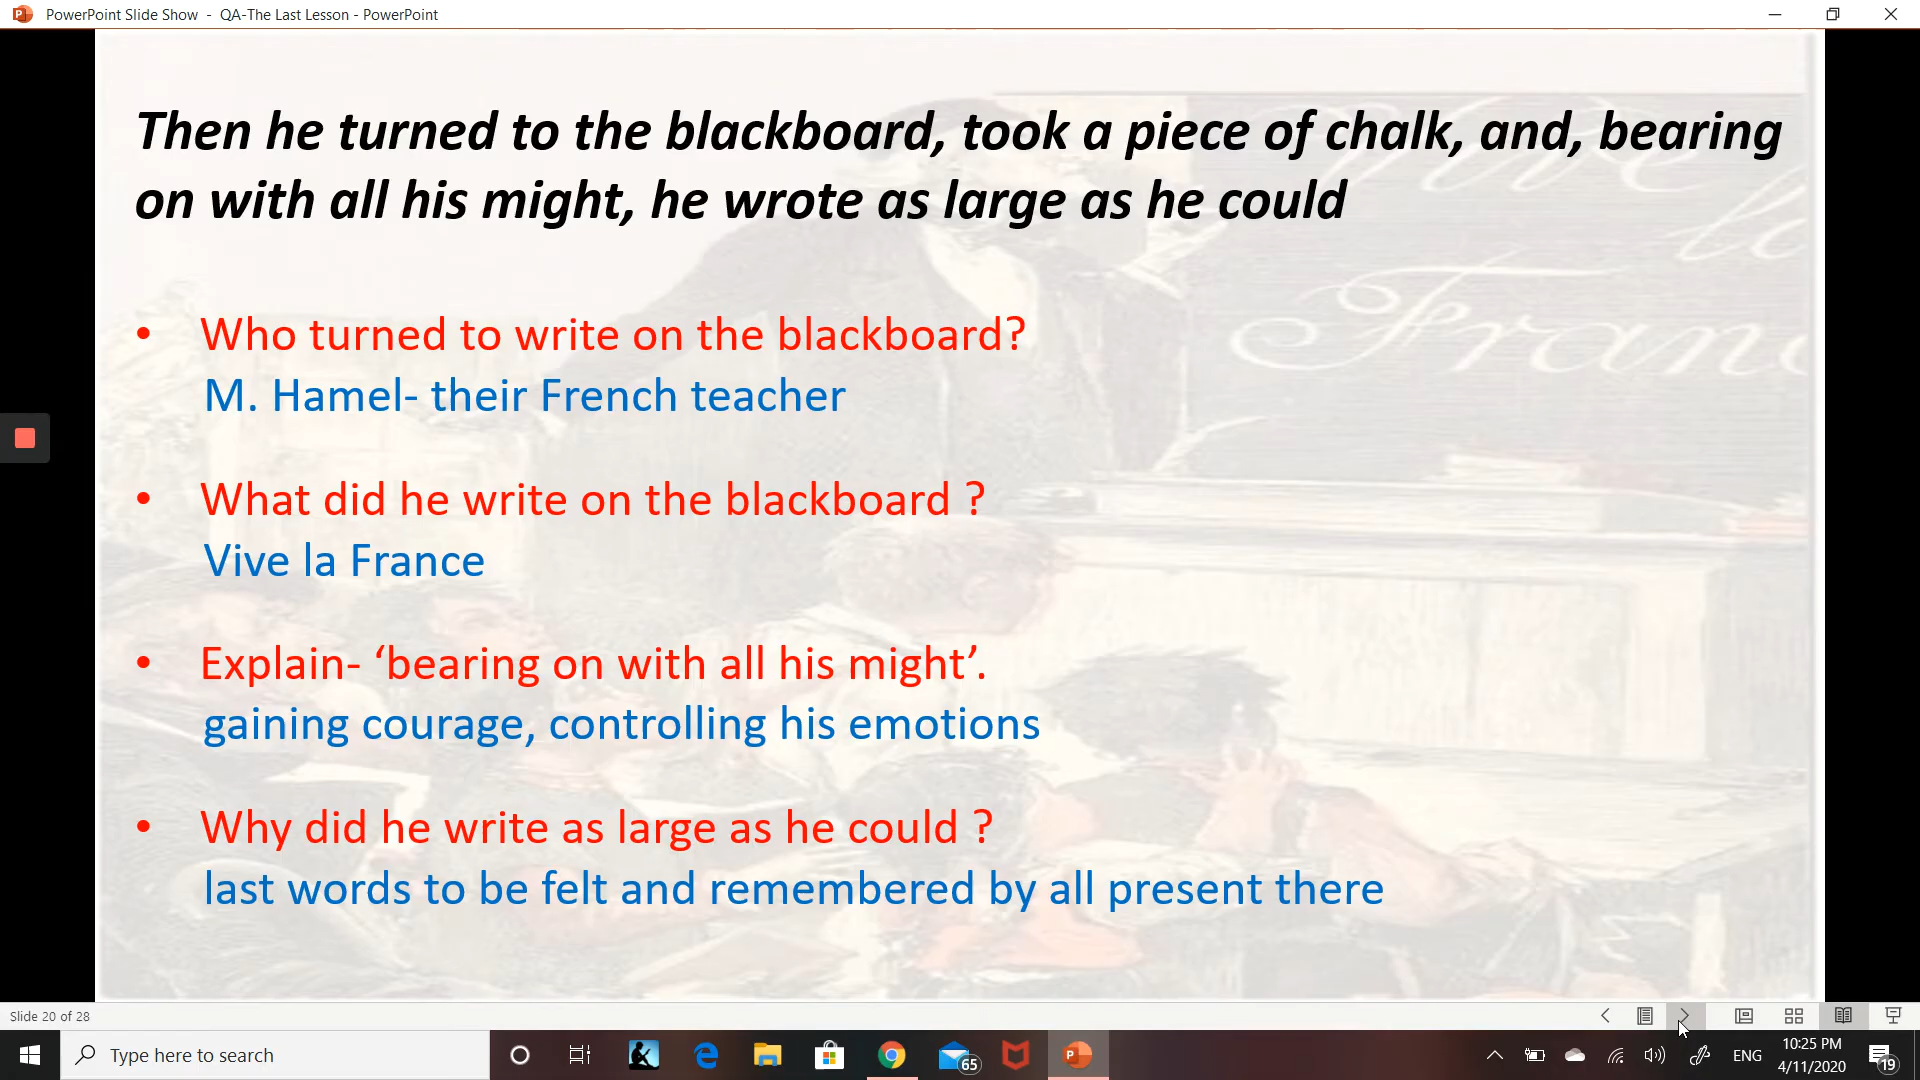 PowerPoint Slide Show - QA-The Last Lesson - PowerPoint
Then he turned to the blackboard, took a piece of chalk, and, bearing
on with all his might, he wrote as large as he could
• Who turned to write on the blackboard?
M. Hamel- their French teacher
• What did he write on the blackboard ?
Vive la France
• Explain- ‘bearing on with all his might’.
gaining courage, controlling his emotions
• Why did he write as large as he could ?
last words to be felt and remembered by all present there
Vive
la
Franc
Slide 20 of 28
Type here to search
65
ENG
10:25 PM
4/11/2020
19